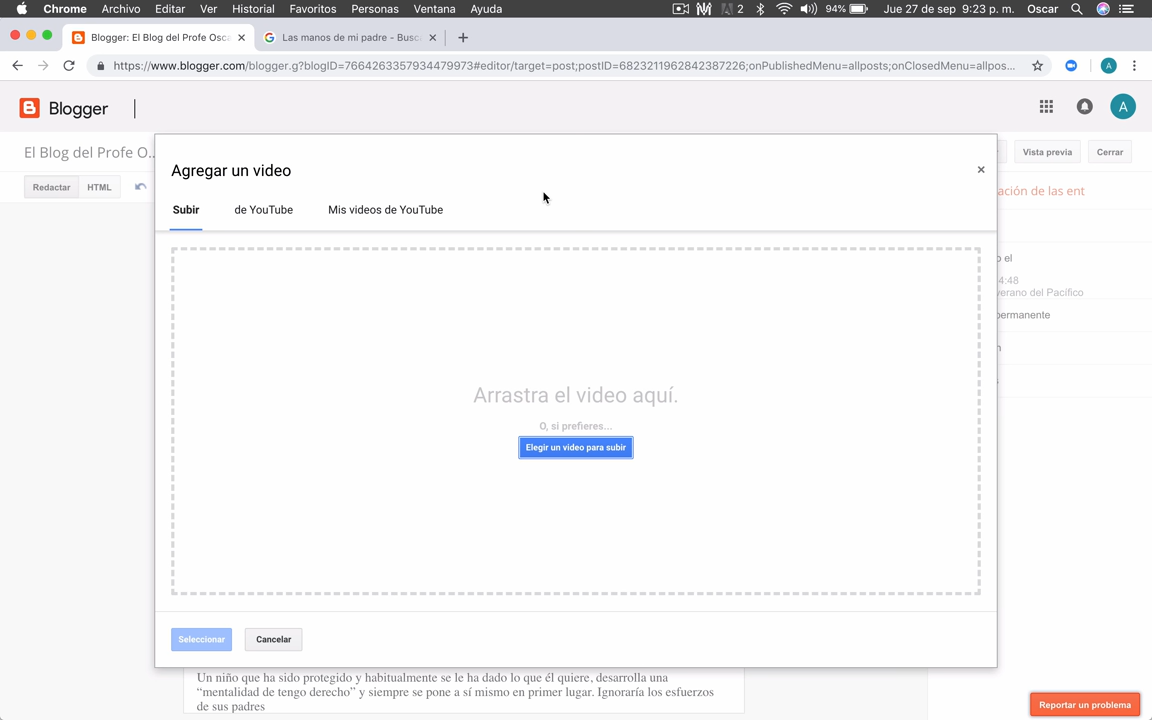 Chrome Archivo Editar Ver Historial Favoritos Personas Ventana Ayuda 2 94% Jue 27 de sep 9:23 p. m. Oscar
Blogger: El Blog del Profe Osca Las manos de mi padre - Busc
https://www.blogger.com/blogger.g?blogID=7664263357934479973#editor/target=post;postID=6823211962842387226;onPublishedMenu=allposts;onClosedMenu=allpos... A
Blogger A
El Blog del Profe O... Vista previa Cerrar
Redactar HTML
ación de las ent
Agregar un video
Subir de YouTube Mis videos de YouTube
o el
4:48
verano del Pacífico
permanente
Arrastra el video aquí.
O, si prefieres...
Elegir un video para subir
Seleccionar Cancelar
Un niño que ha sido protegido y habitualmente se le ha dado lo que él quiere, desarrolla una
“mentalidad de tengo derecho” y siempre se pone a sí mismo en primer lugar. Ignoraría los esfuerzos
de sus padres
Reportar un problema